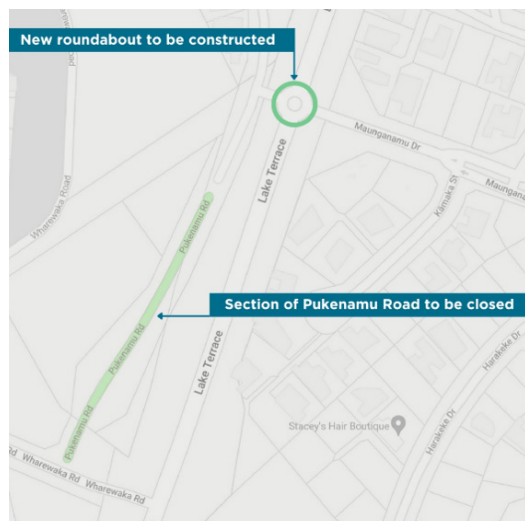 New roundabout to be constructed
Maunganamu Dr
Lake Terrace
Kāmaka St
Wharewaka Road
Pukenamu Rd
Section of Pukenamu Road to be closed
Pukenamu Rd
Lake Terrace
Harakeke Dr
Stacey's Hair Boutique
Harakeke Dr
Pukenamu Rd
Rd
Wharewaka Rd
Wharewaka Rd